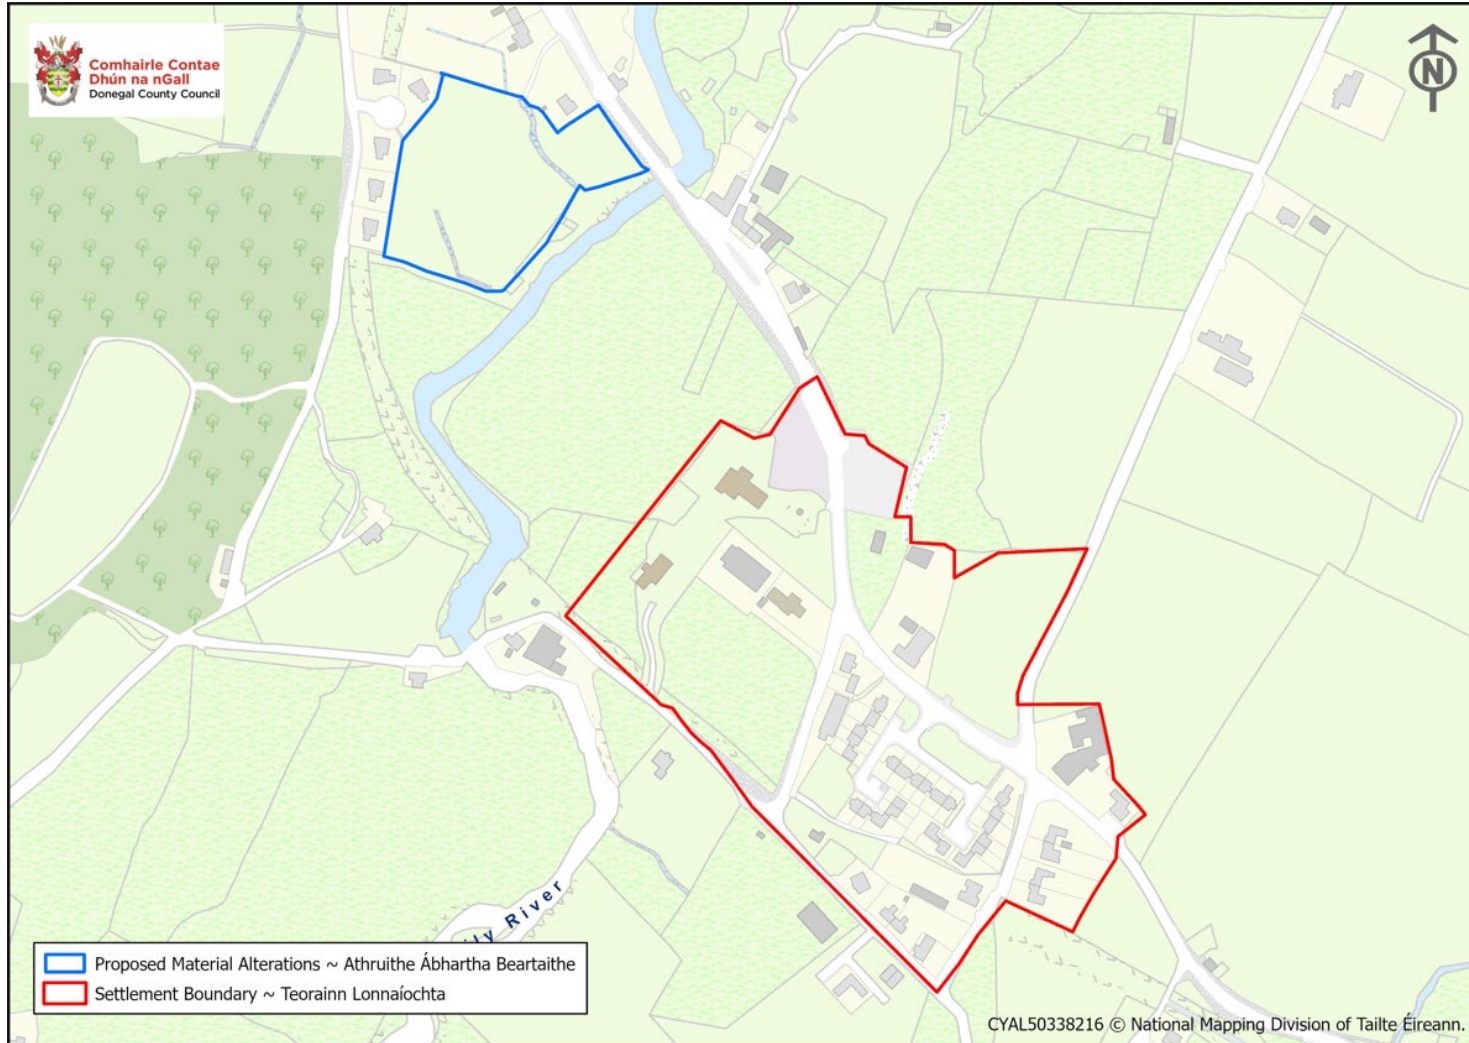 Comhairle Contae
Dhún na nGall
Donegal County Council
N
River
Proposed Material Alterations ~ Athruithe Ábhartha Beartaithe
Settlement Boundary ~ Teorainn Lonnaíochta
CYAL50338216 © National Mapping Division of Tailte Éireann.